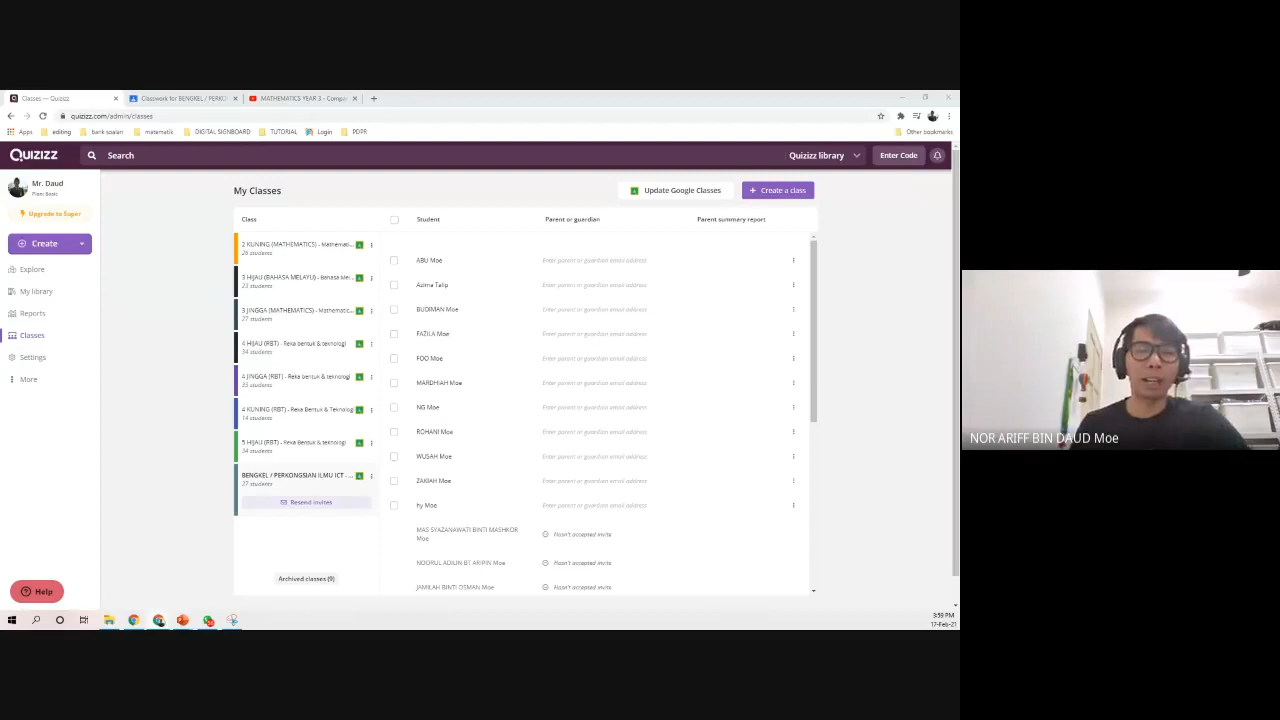 Classes — Quizizz
Classwork for BENGKEL / PERKO
MATHEMATICS YEAR 3 - Compa
quizizz.com/admin/classes
Apps
editing
bank soalan
matematik
DIGITAL SIGNBOARD
TUTORIAL
Login
PDPR
Other bookmarks
QUIZIZZ
Search
Quizizz library
Enter Code
Mr. Daud
Plan: Basic
Upgrade to Super
Create
Explore
My library
Reports
Classes
Settings
More
Help
My Classes
Update Google Classes
+ Create a class
Class
Student
Parent or guardian
Parent summary report
2 KUNING (MATHEMATICS) - Mathemati...
26 students
3 HIJAU (BAHASA MELAYU) - Bahasa Mel...
23 students
3 JINGGA (MATHEMATICS) - Mathematic...
27 students
4 HIJAU (RBT) - Reka bentuk & teknologi
34 students
4 JINGGA (RBT) - Reka bentuk & teknologi
33 students
4 KUNING (RBT) - Reka Bentuk & Teknolog
14 students
5 HIJAU (RBT) - Reka Bentuk & teknologi
34 students
BENGKEL / PERKONGSIAN ILMU ICT - ...
27 students
Resend invites
Archived classes (9)
ABU Moe Enter parent or guardian email address
Azima Talip Enter parent or guardian email address
BUDIMAN Moe Enter parent or guardian email address
FAZILA Moe Enter parent or guardian email address
FOO Moe Enter parent or guardian email address
MARDHIAH Moe Enter parent or guardian email address
NG Moe Enter parent or guardian email address
ROHANI Moe Enter parent or guardian email address
WUSAH Moe Enter parent or guardian email address
ZAKIAH Moe Enter parent or guardian email address
hy Moe Enter parent or guardian email address
MAS SYAZANAWATI BINTI MASHKOR
Moe
Hasn't accepted invite
NOORUL ADILIN BT ARIPIN Moe Hasn't accepted invite
JAMILAH BINTI OSMAN Moe Hasn't accepted invite
3:59 PM
17-Feb-21
NOR ARIFF BIN DAUD Moe